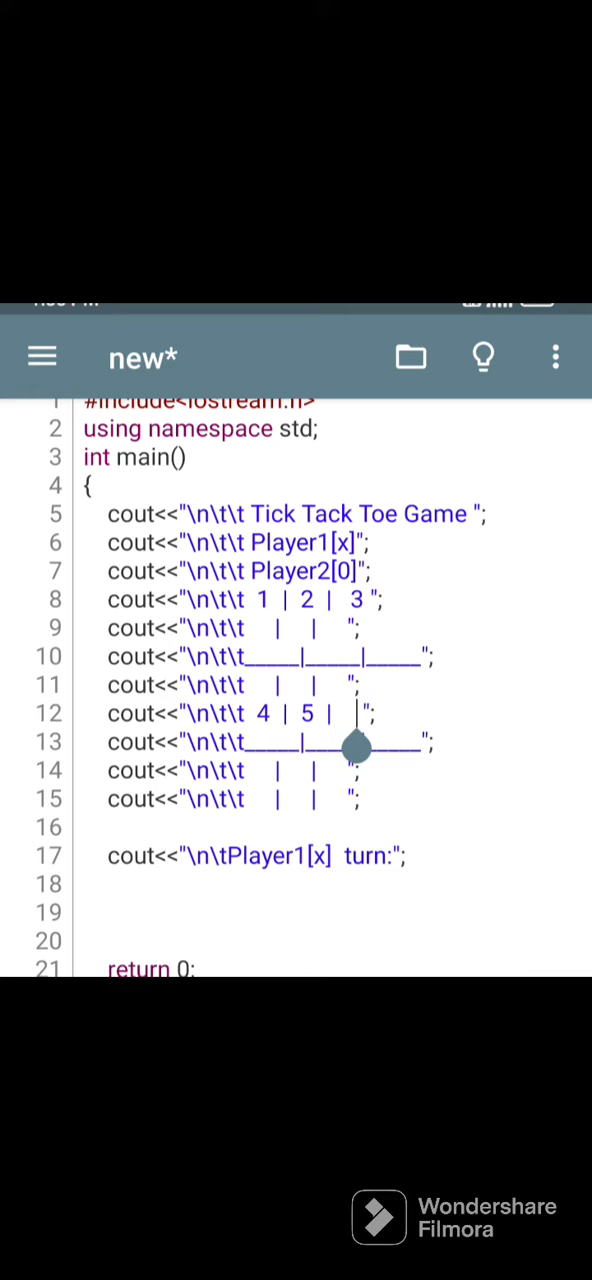 new*
1 #include<iostream.h>
2 using namespace std;
3 int main()
4 {
5 cout<<"\n\t\t Tick Tack Toe Game ";
6 cout<<"\n\t\t Player1[x]";
7 cout<<"\n\t\t Player2[0]";
8 cout<<"\n\t\t 1 | 2 |  3 ";
9 cout<<"\n\t\t   |   |   ";
10 cout<<"\n\t\t_____|_____|_____";
11 cout<<"\n\t\t   |   |   ";
12 cout<<"\n\t\t 4 | 5 |   ";
13 cout<<"\n\t\t_____|____ _____";
14 cout<<"\n\t\t   |   |   ";
15 cout<<"\n\t\t   |   |   ";
16
17 cout<<"\n\tPlayer1[x]  turn:";
18
19
20
21 return 0;
Wondershare
Filmora